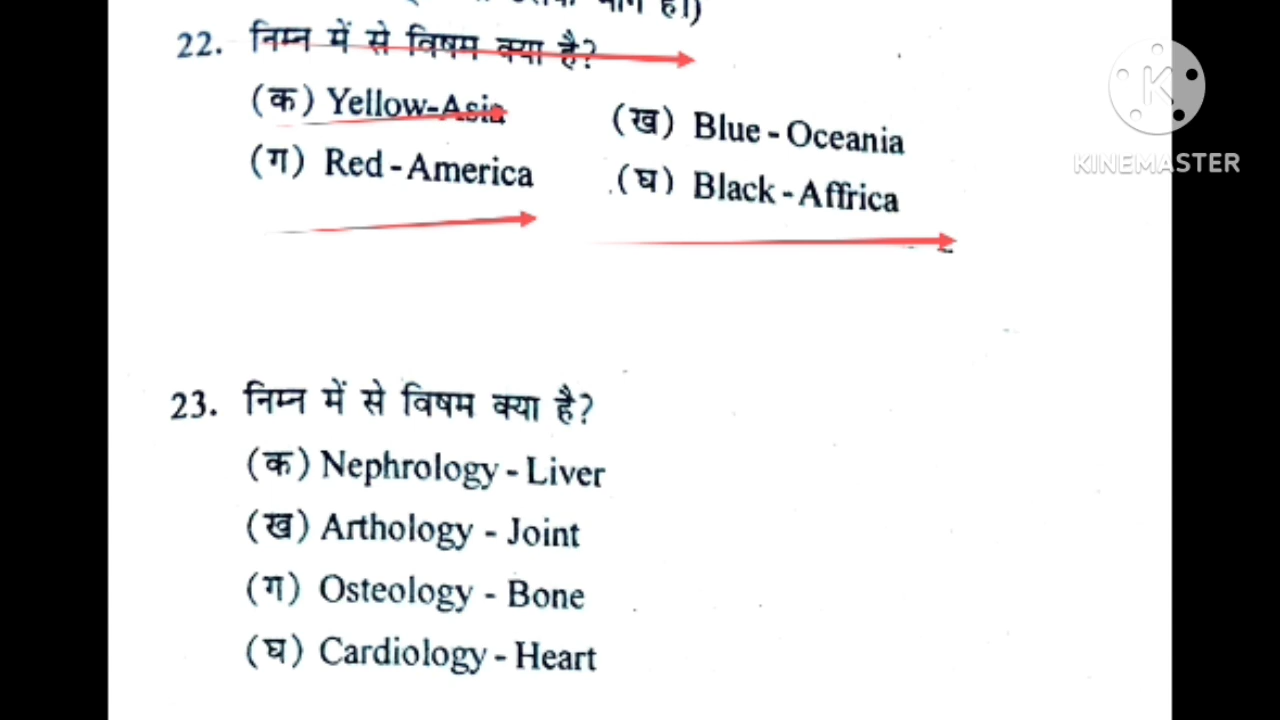 भाग है।)
22. निम्न में से विषम क्या है?
(क) Yellow-Asia (ख) Blue - Oceania
(ग) Red - America (घ) Black - Affrica
KINEMASTER
23. निम्न में से विषम क्या है?
(क) Nephrology - Liver
(ख) Arthology - Joint
(ग) Osteology - Bone
(घ) Cardiology - Heart